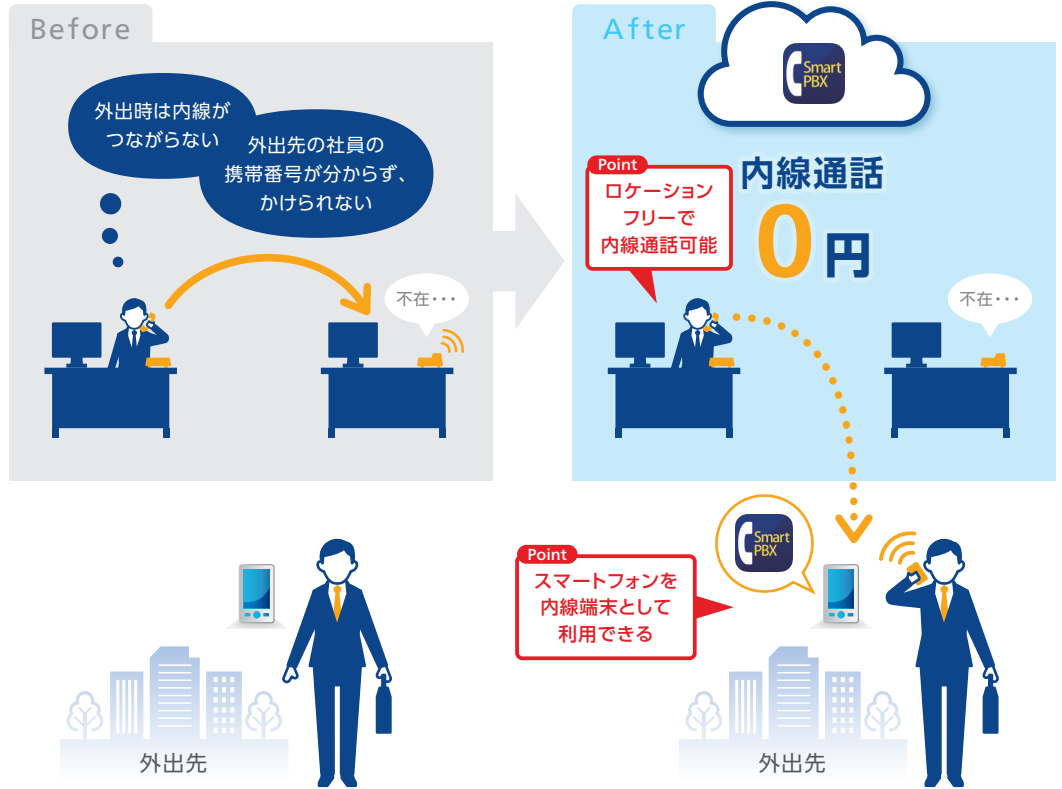 Before
外出時は内線が
つながらない
外出先の社員の
携帯番号が分からず、
かけられない
不在･･･
外出先
After
Smart
PBX
Point
ロケーション
フリーで
内線通話可能
内線通話
0円
不在･･･
Smart
PBX
Point
スマートフォンを
内線端末として
利用できる
外出先